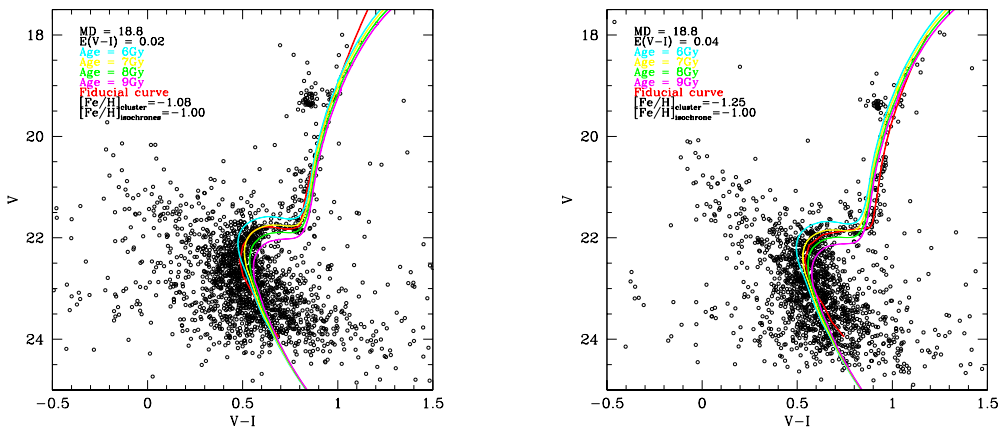 MD = 18.8
E(V-I) = 0.02
Age = 6Gy
Age = 7Gy
Age = 8Gy
Age = 9Gy
Fiducial curve
[Fe/H]cluster=-1.08
[Fe/H]isochrones=-1.00
18
20
22
24
V
-0.5 0 0.5 1 1.5
V-I
MD = 18.8
E(V-I) = 0.04
Age = 6Gy
Age = 7Gy
Age = 8Gy
Age = 9Gy
Fiducial curve
[Fe/H]cluster=-1.25
[Fe/H]isochrone=-1.00
18
20
22
24
V
-0.5 0 0.5 1 1.5
V-I